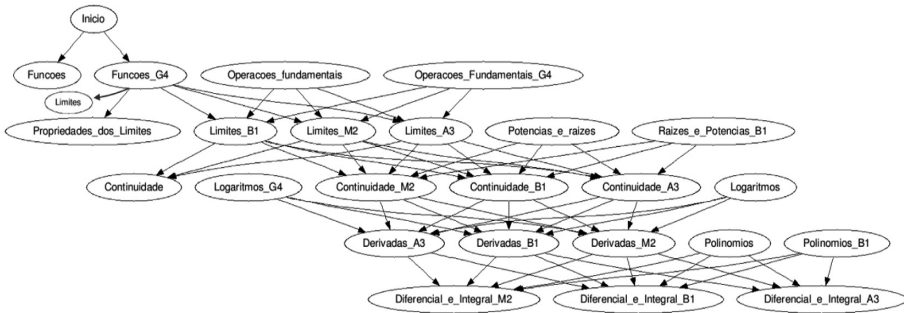 Inicio
Funcoes
Funcoes_G4
Operacoes_fundamentais
Operacoes_Fundamentais_G4
Limites
Propriedades_dos_Limites
Limites_B1
Limites_M2
Limites_A3
Potencias_e_raizes
Raizes_e_Potencias_B1
Continuidade
Logaritmos_G4
Continuidade_M2
Continuidade_B1
Continuidade_A3
Logaritmos
Derivadas_A3
Derivadas_B1
Derivadas_M2
Polinomios
Polinomios_B1
Diferencial_e_Integral_M2
Diferencial_e_Integral_B1
Diferencial_e_Integral_A3